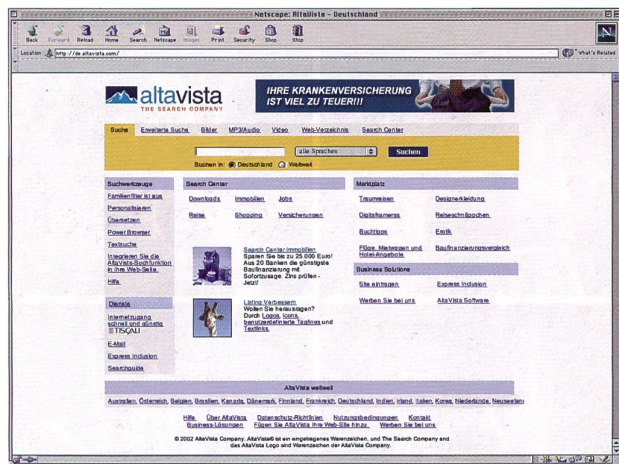 Netscape: AltaVista - Deutschland
Back Forward Reload Home Search Netscape Images Print Security Shop Stop
Location: http://de.altavista.com/ What's Related
altavista
THE SEARCH COMPANY
IHRE KRANKENVERSICHERUNG
IST VIEL ZU TEUER!!!
Suche Erweiterte Suche Bilder MP3/Audio Video Web-Verzeichnis Search Center
alle Sprachen Suchen
Suchen in: Deutschland Weltweit
Suchwerkzeuge
Familienfilter ist aus
Personalisieren
Übersetzen
Power Browser
Textsuche
Integrieren Sie die
AltaVista-Suchfunktion
in Ihre Web-Seite.
Hilfe
Dienste
Internetzugang
schnell und günstig
TISCALI
E-Mail
Express Inclusion
Searchguide
Search Center
Downloads Immobilien Jobs
Reise Shopping Versicherungen
Search Center Immobilien
Sparen Sie bis zu 25.000 Euro!
Aus 20 Banken die günstigste
Baufinanzierung mit
Sofortzusage. Zins prüfen -
Jetzt!
Listing Verbessern
Wollen Sie herausragen?
Durch Logos, Icons,
benutzerdefinierte Taglines und
Textlinks.
Marktplatz
Traumreisen Designerkleidung
Digitalkameras Reiseschnäppchen
Buchtipps Erotik
Flüge, Mietwagen und
Hotel-Angebote
Baufinanzierungsvergleich
Business Solutions
Site eintragen Express Inclusion
Werben Sie bei uns AltaVista Software
AltaVista weltweit
Australien, Österreich, Belgien, Brasilien, Kanada, Dänemark, Finnland, Frankreich, Deutschland, Indien, Irland, Italien, Korea, Niederlande, Neuseeland
Hilfe Über AltaVista Datenschutz-Richtlinien Nutzungsbedingungen Kontakt
Business-Lösungen Fügen Sie AltaVista Ihre Web-Site hinzu Werben Sie bei uns
© 2002 AltaVista Company. AltaVista® ist ein eingetragenes Warenzeichen, und The Search Company and
das AltaVista Logo sind Warenzeichen der AltaVista Company.